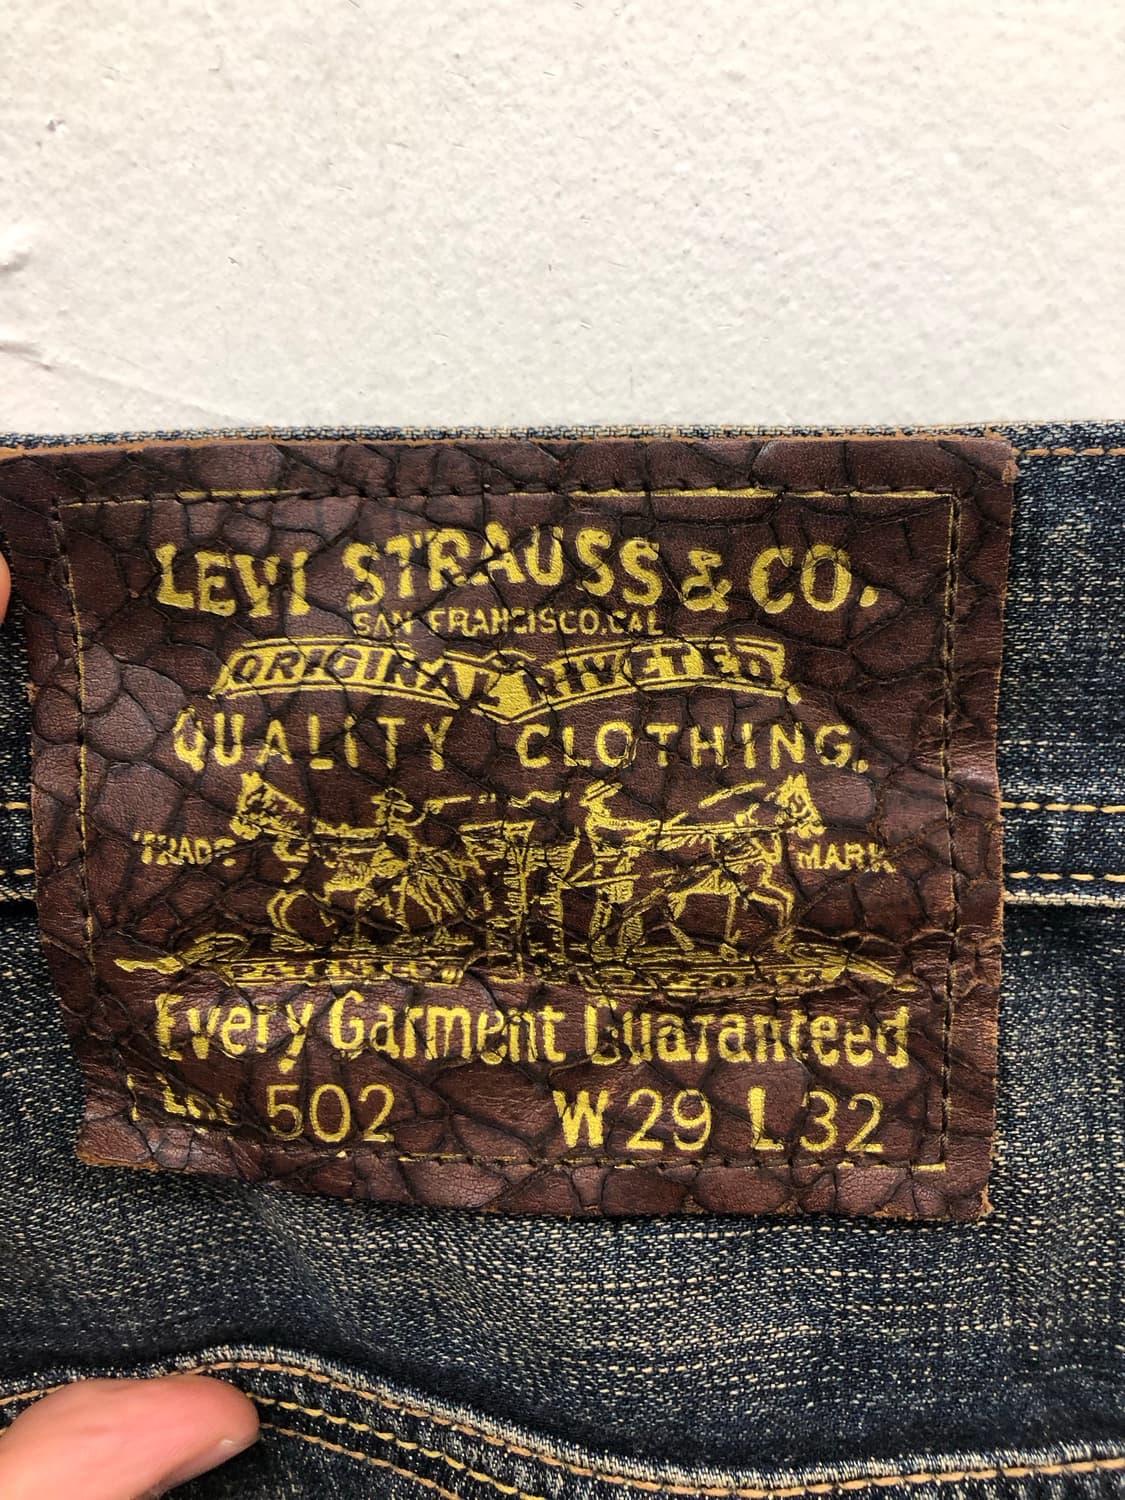 LEVI STRAUSS & CO.
SAN FRANCISCO, CAL
ORIGINAL RIVETED
QUALITY CLOTHING.
TRADE MARK
Every Garment Guaranteed
Lot 502 W 29 L 32